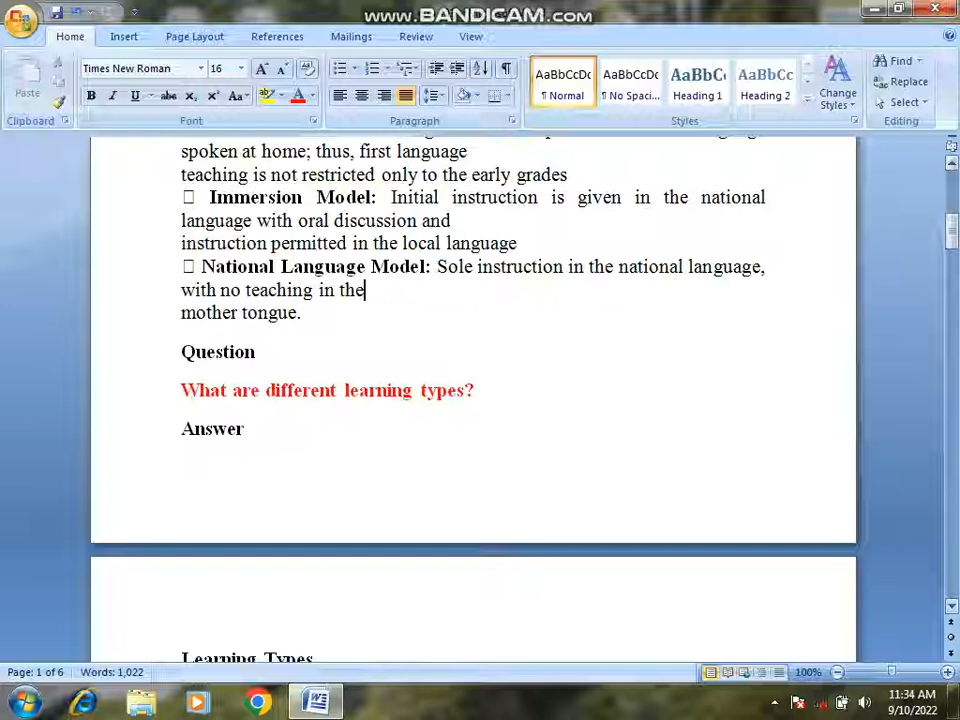 www.BANDICAM.com
Home Insert Page Layout References Mailings Review View
Paste
Times New Roman 16
AaBbCcDc AaBbCcDc AaBbC AaBbCc
¶ Normal ¶ No Spaci... Heading 1 Heading 2
Change Styles
Find
Replace
Select
Clipboard Font Paragraph Styles Editing
spoken at home; thus, first language
teaching is not restricted only to the early grades
Immersion Model: Initial instruction is given in the national
language with oral discussion and
instruction permitted in the local language
National Language Model: Sole instruction in the national language,
with no teaching in the
mother tongue.
Question
What are different learning types?
Answer
Learning Types
Page: 1 of 6 Words: 1,022 100%
11:34 AM
9/10/2022